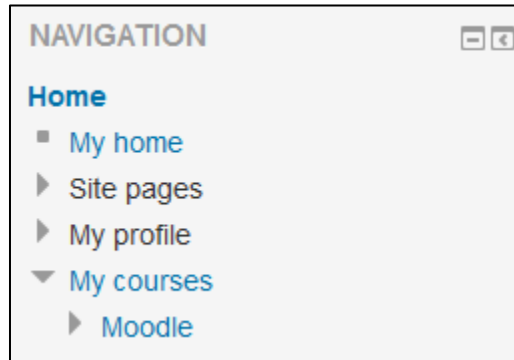 NAVIGATION
Home
My home
Site pages
My profile
My courses
Moodle